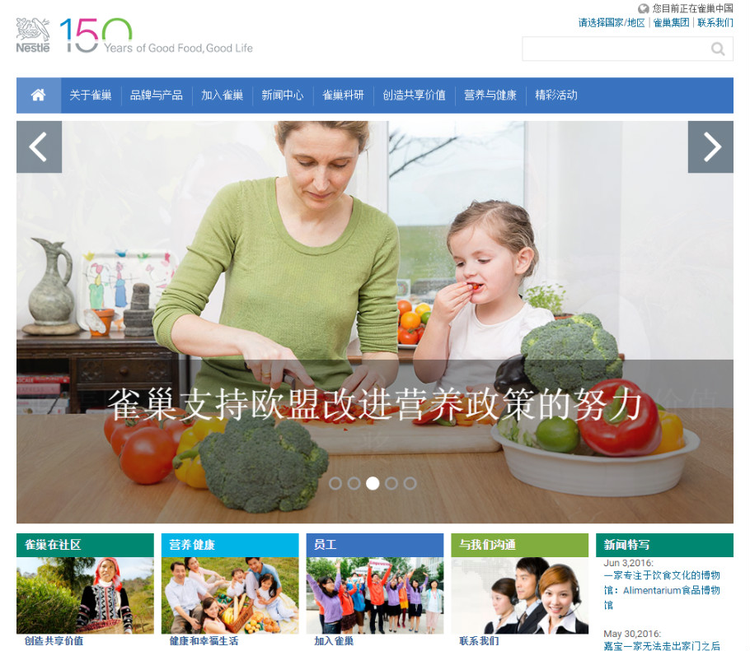 Nestlé
150
Years of Good Food, Good Life
您目前正在雀巢中国
请选择国家/地区 | 雀巢集团 | 联系我们
关于雀巢
品牌与产品
加入雀巢
新闻中心
雀巢科研
创造共享价值
营养与健康
精彩活动
雀巢支持欧盟改进营养政策的努力
雀巢在社区
营养健康
员工
与我们沟通
新闻特写
创造共享价值
健康和幸福生活
加入雀巢
联系我们
Jun 3,2016:
一家专注于饮食文化的博物
馆：Alimentarium食品博物
馆
May 30,2016:
嘉宝一家无法走出家门之后